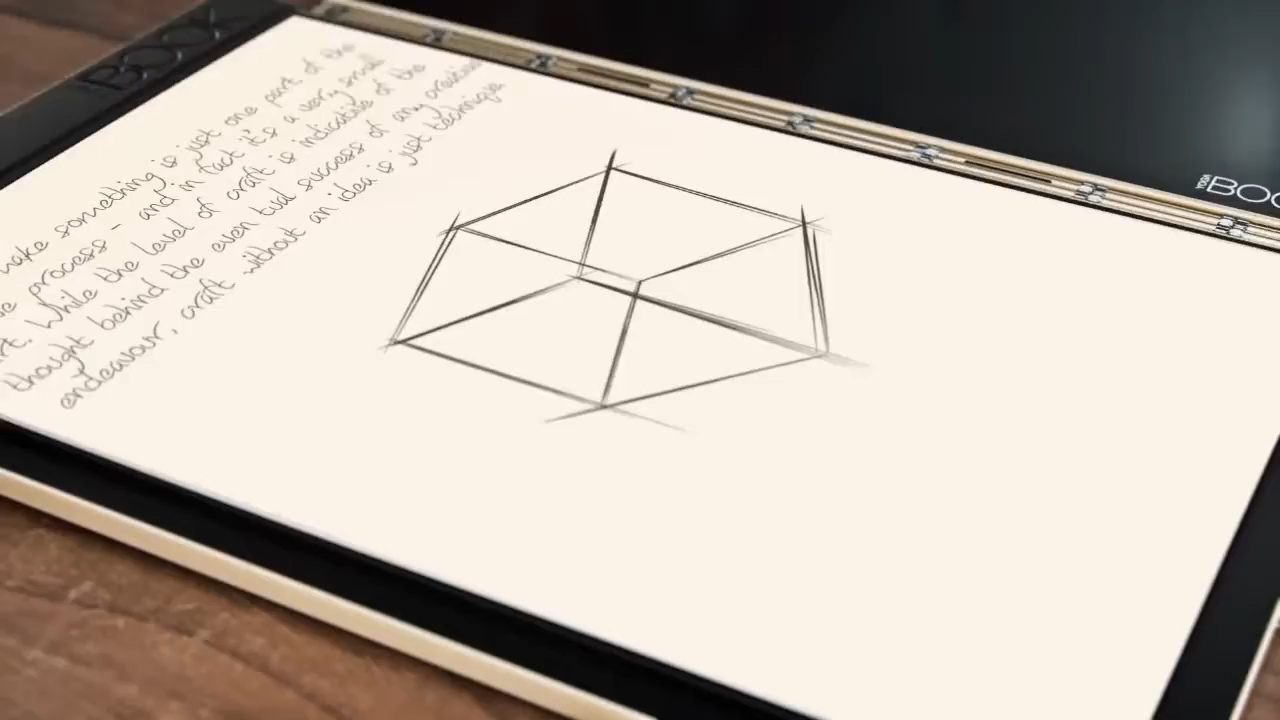 BOOK
make something is just one part of the
process - and in fact it's a very small
While the level of craft is indicative of the
thought behind the even tual success of any creative
endeavour, craft without an idea is just technique
YOGA
BOO